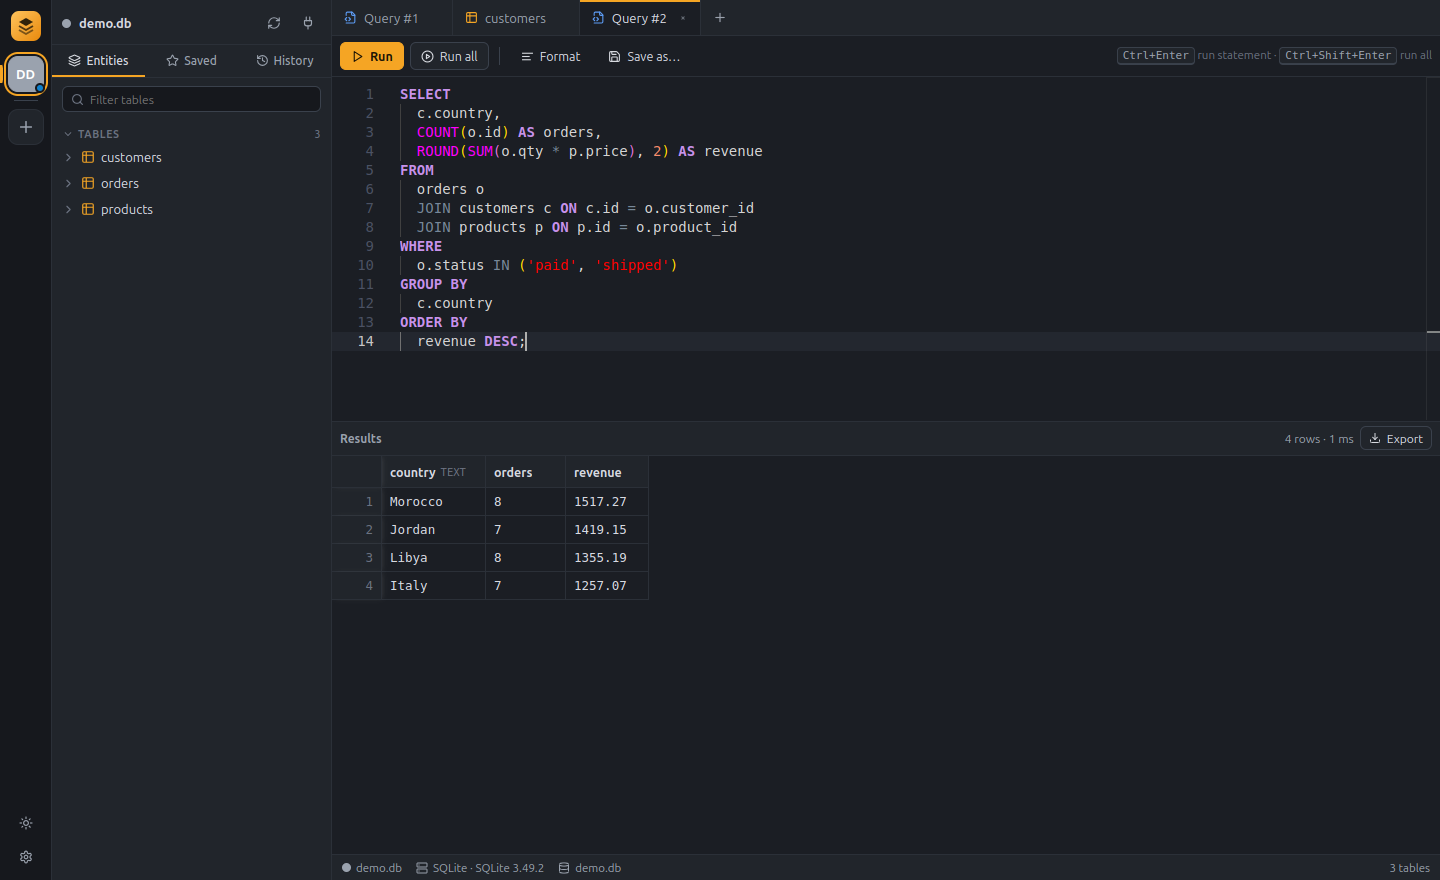 demo.db
Query #1
customers
Query #2
DD
Entities
Saved
History
Run
Run all
Format
Save as...
Ctrl+Enter run statement · Ctrl+Shift+Enter run all
Filter tables
TABLES 3
customers
orders
products
1 SELECT
2 c.country,
3 COUNT(o.id) AS orders,
4 ROUND(SUM(o.qty * p.price), 2) AS revenue
5 FROM
6 orders o
7 JOIN customers c ON c.id = o.customer_id
8 JOIN products p ON p.id = o.product_id
9 WHERE
10 o.status IN ('paid', 'shipped')
11 GROUP BY
12 c.country
13 ORDER BY
14 revenue DESC;
Results
4 rows · 1 ms
Export
country TEXT orders revenue
1 Morocco 8 1517.27
2 Jordan 7 1419.15
3 Libya 8 1355.19
4 Italy 7 1257.07
demo.db
SQLite · SQLite 3.49.2
demo.db
3 tables